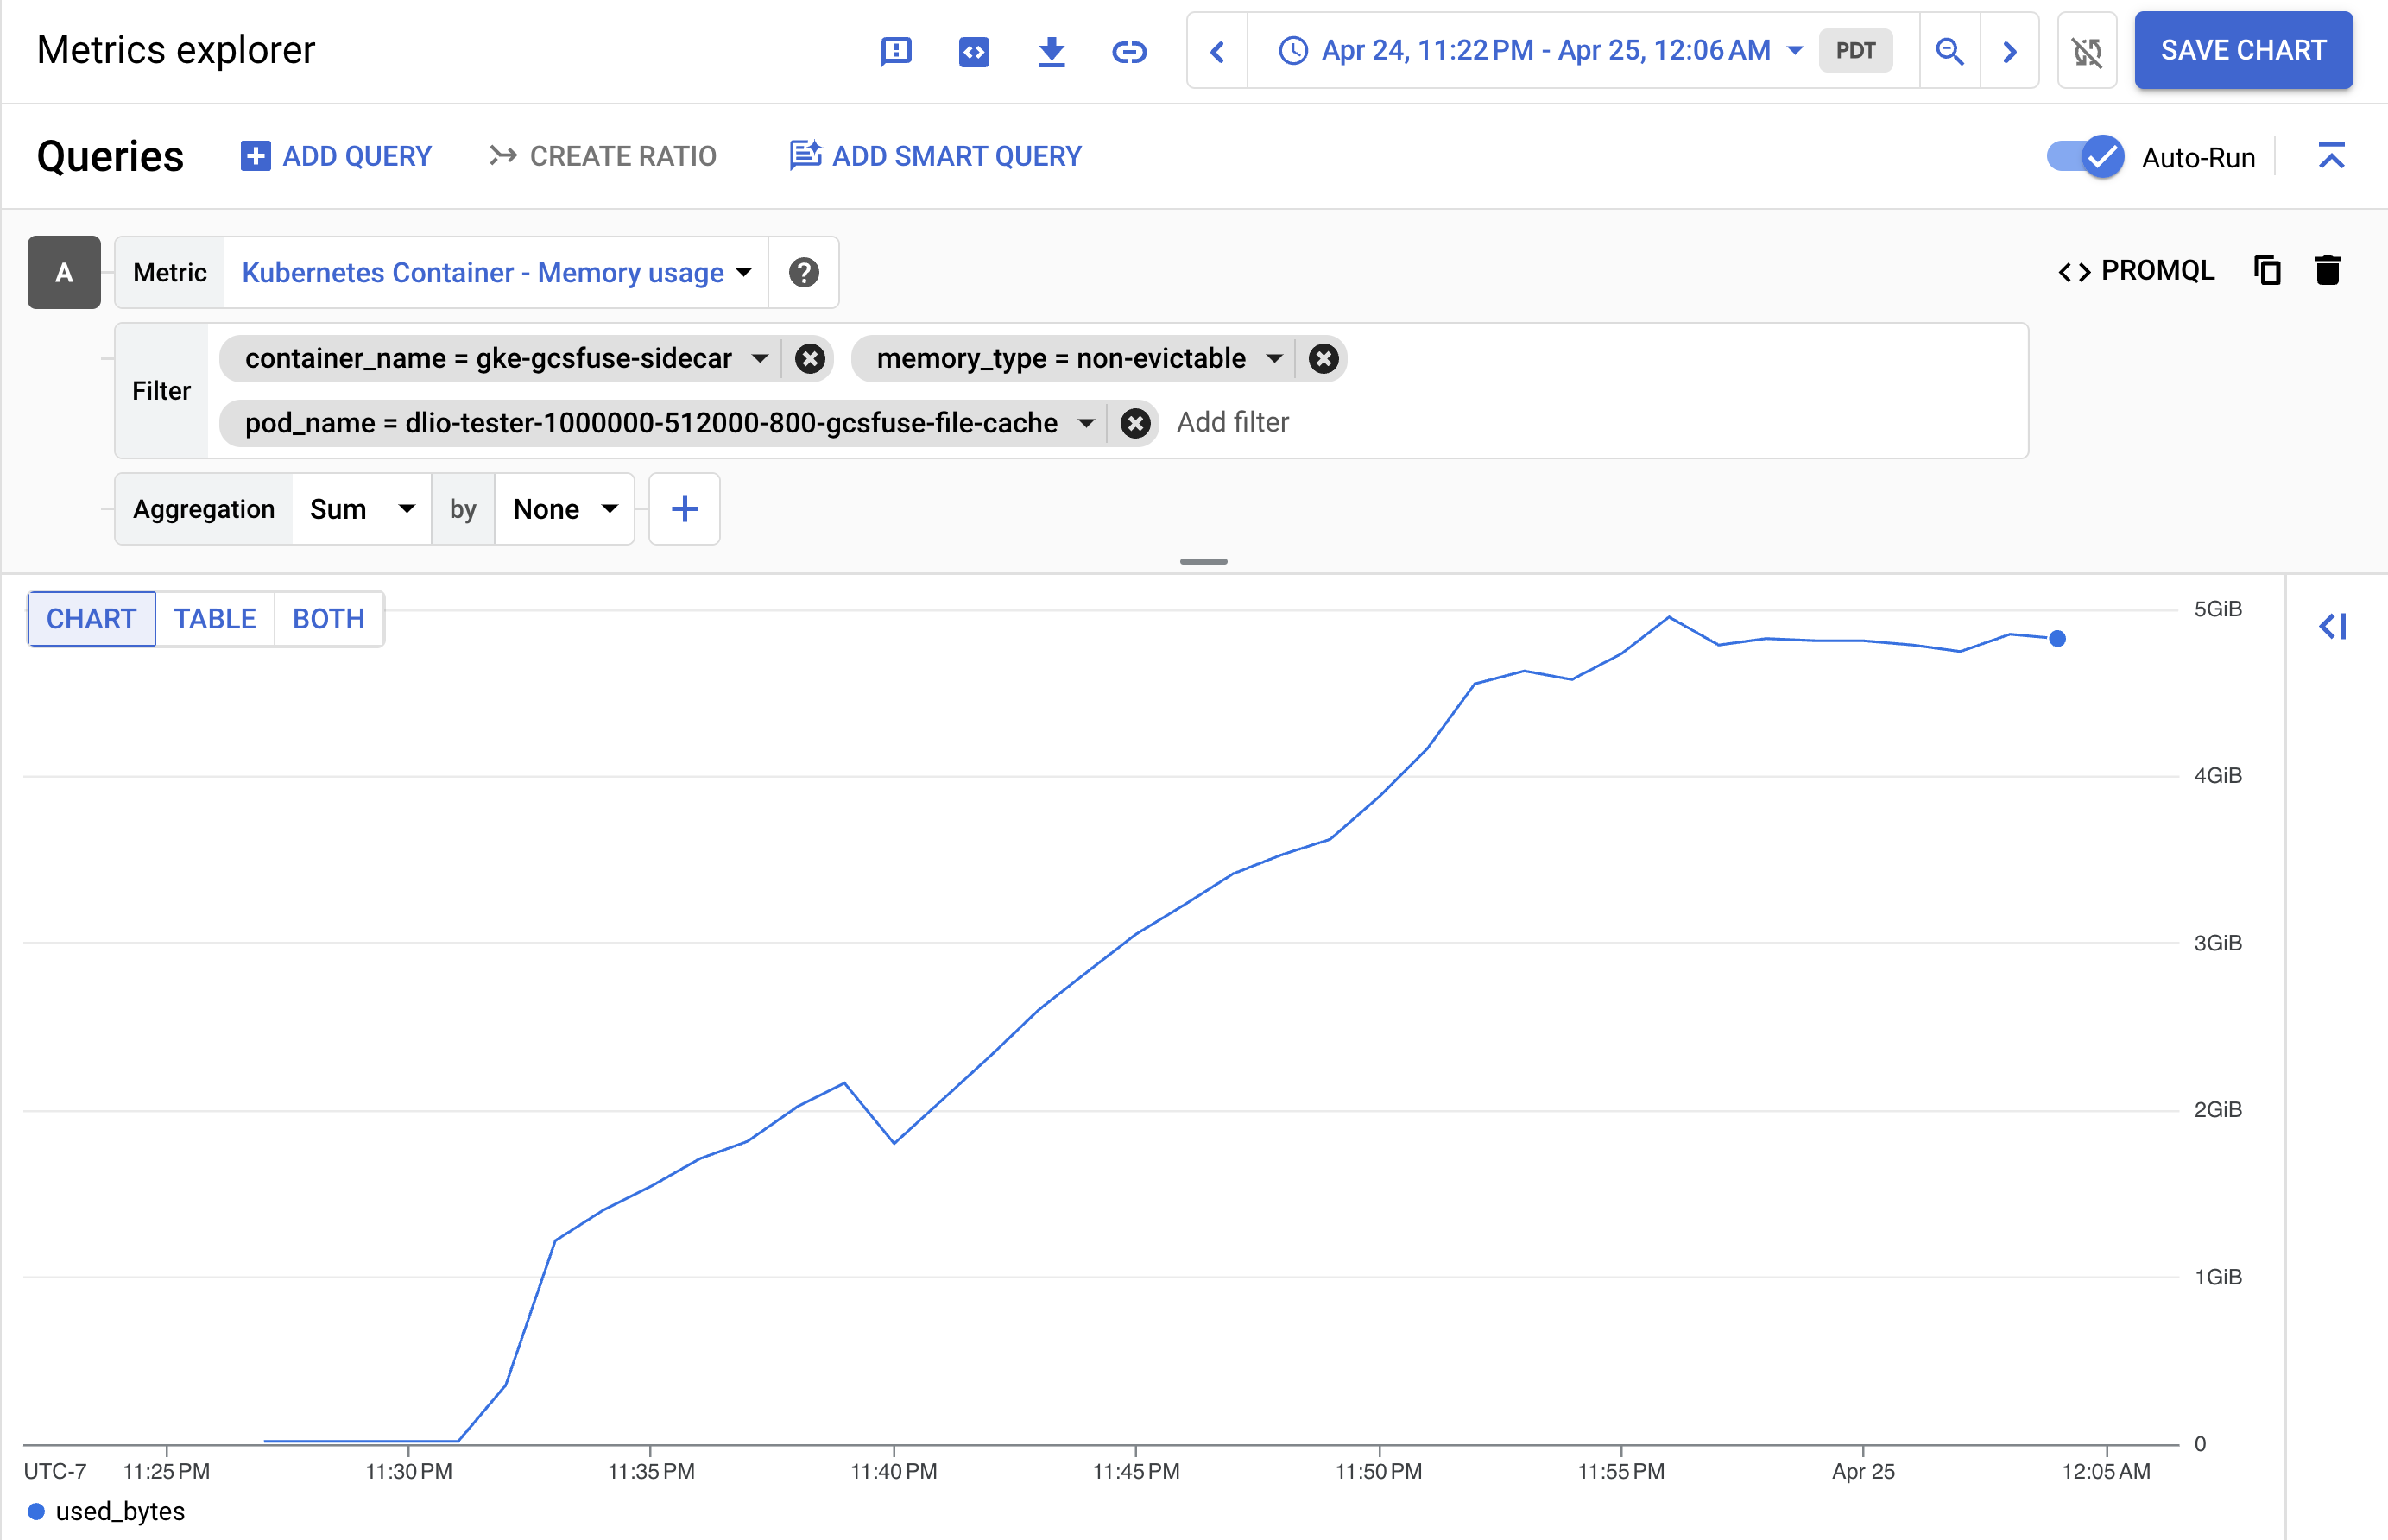 Metrics explorer
Apr 24, 11:22 PM - Apr 25, 12:06 AM PDT
SAVE CHART
Queries ADD QUERY CREATE RATIO ADD SMART QUERY Auto-Run
A Metric Kubernetes Container - Memory usage ? PROMQL
Filter
container_name = gke-gcsfuse-sidecar memory_type = non-evictable
pod_name = dlio-tester-1000000-512000-800-gcsfuse-file-cache Add filter
Aggregation Sum by None
CHART TABLE BOTH
5GiB
4GiB
3GiB
2GiB
1GiB
0
UTC-7 11:25 PM 11:30 PM 11:35 PM 11:40 PM 11:45 PM 11:50 PM 11:55 PM Apr 25 12:05 AM
used_bytes